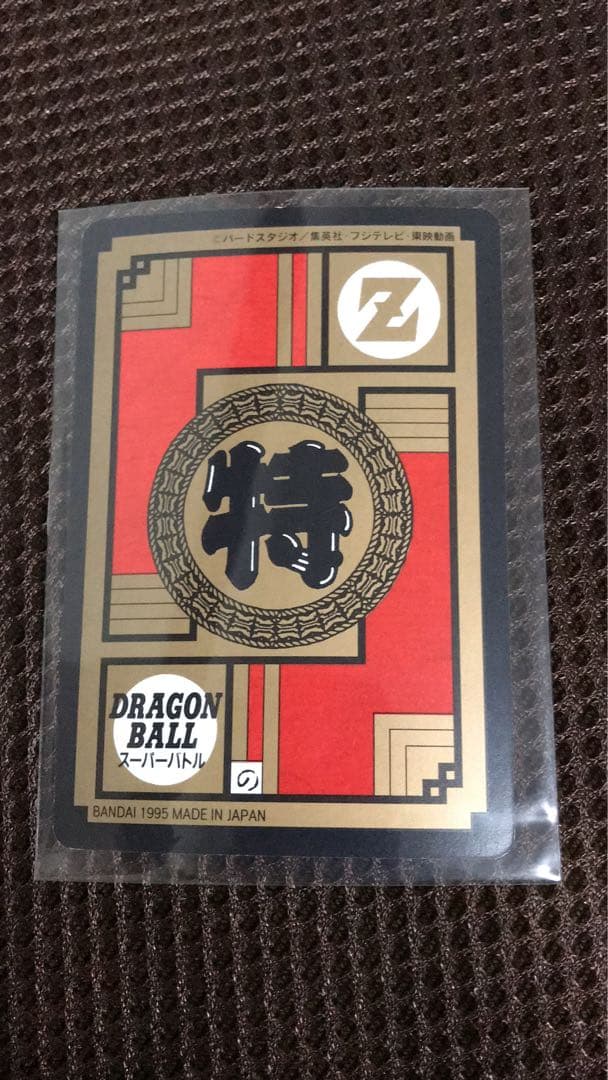 ©バードスタジオ／集英社・フジテレビ・東映動画
Z
特
DRAGON
BALL
スーパーバトル
の
BANDAI 1995 MADE IN JAPAN